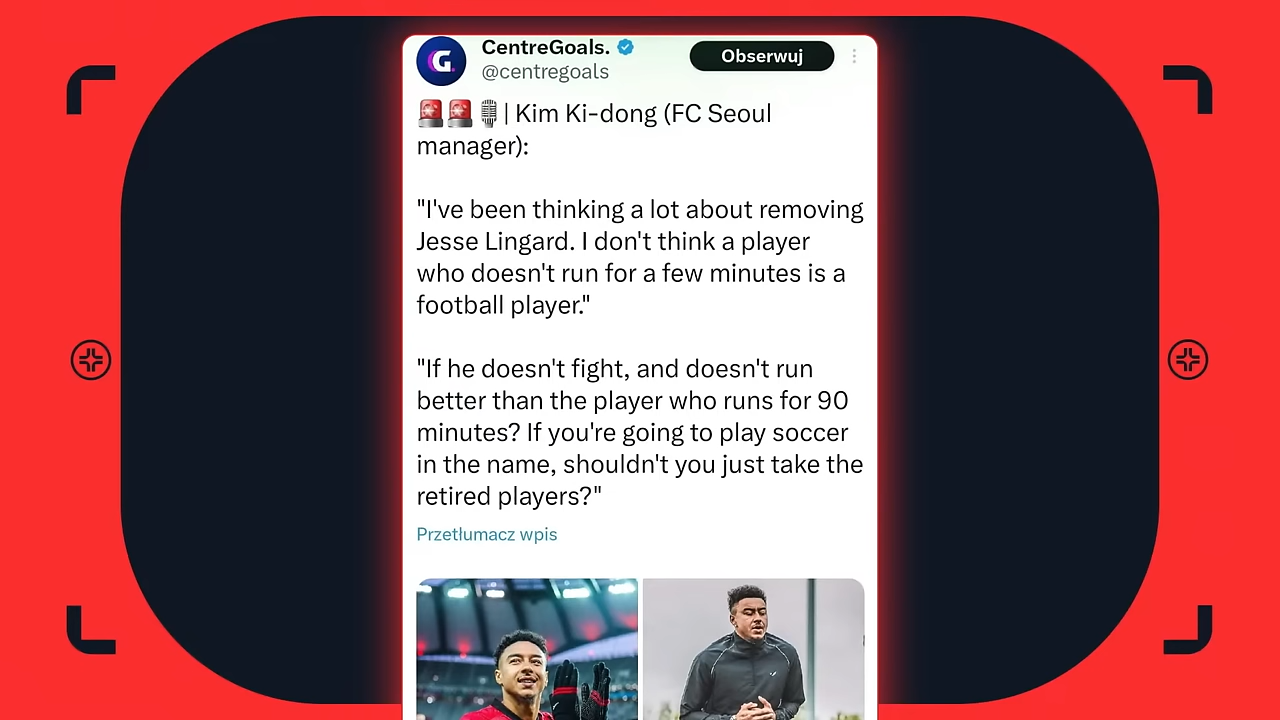 CentreGoals.
@centregoals
Obserwuj
G.
🚨🚨🎙| Kim Ki-dong (FC Seoul
manager):
"I've been thinking a lot about removing
Jesse Lingard. I don't think a player
who doesn't run for a few minutes is a
football player."
"If he doesn't fight, and doesn't run
better than the player who runs for 90
minutes? If you're going to play soccer
in the name, shouldn't you just take the
retired players?"
Przetłumacz wpis